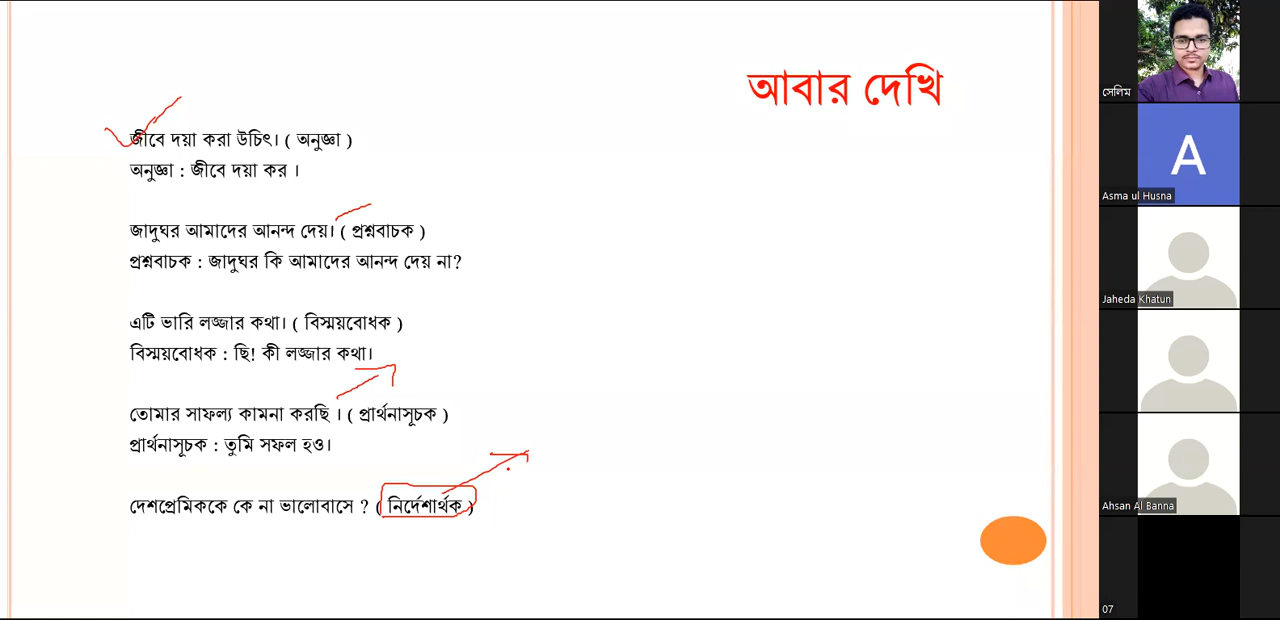 আবার দেখি
জীবে দয়া করা উচিৎ। ( অনুজ্ঞা )
অনুজ্ঞা : জীবে দয়া কর ।
জাদুঘর আমাদের আনন্দ দেয়। ( প্রশ্নবাচক )
প্রশ্নবাচক : জাদুঘর কি আমাদের আনন্দ দেয় না?
এটি ভারি লজ্জার কথা। ( বিস্ময়বোধক )
বিস্ময়বোধক : ছি! কী লজ্জার কথা।
তোমার সাফল্য কামনা করছি । ( প্রার্থনাসূচক )
প্রার্থনাসূচক : তুমি সফল হও।
দেশপ্রেমিককে কে না ভালোবাসে ? ( নির্দেশার্থক )
সেলিম
A
Asma ul Husna
Jaheda Khatun
Ahsan Al Banna
07